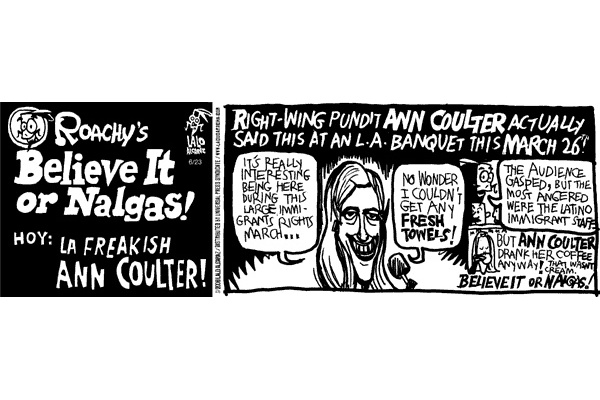 ROACHY'S
Believe It
or Nalgas!
HOY: LA FREAKISH
ANN COULTER!
LALO
ALCARAZ
6/23
RIGHT-WING PUNDIT ANN COULTER ACTUALLY
SAID THIS AT AN L.A. BANQUET THIS MARCH 26TH
IT'S REALLY
INTERESTING
BEING HERE
DURING THIS
LARGE IMMI-
GRANTS RIGHTS
MARCH...
NO WONDER
I COULDN'T
GET ANY
FRESH
TOWELS!
THE AUDIENCE
GASPED, BUT THE
MOST ANGERED
WERE THE LATINO
IMMIGRANT STAFF.
BUT ANN COULTER
DRANK HER COFFEE
ANYWAY! THAT WASN'T
CREAM.
BELIEVE IT OR NALGAS!